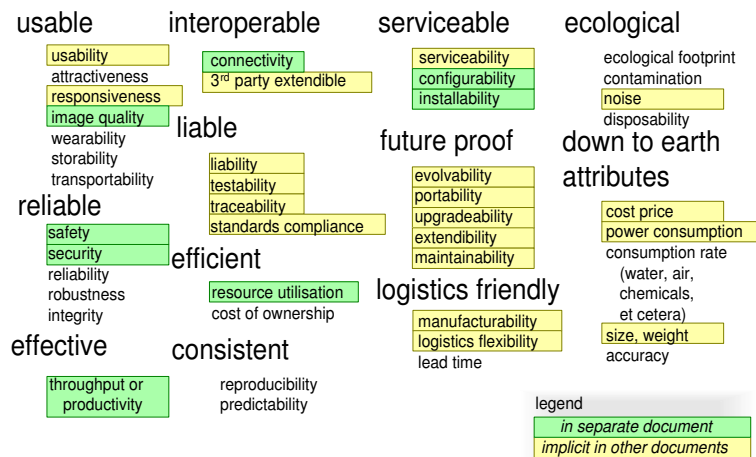 usable
usability
attractiveness
responsiveness
image quality
wearability
storability
transportability
reliable
safety
security
reliability
robustness
integrity
effective
throughput or
productivity
interoperable
connectivity
3rd party extendible
liable
liability
testability
traceability
standards compliance
efficient
resource utilisation
cost of ownership
consistent
reproducibility
predictability
serviceable
serviceability
configurability
installability
future proof
evolvability
portability
upgradeability
extendibility
maintainability
logistics friendly
manufacturability
logistics flexibility
lead time
ecological
ecological footprint
contamination
noise
disposability
down to earth
attributes
cost price
power consumption
consumption rate
(water, air,
chemicals,
et cetera)
size, weight
accuracy
legend
in separate document
implicit in other documents